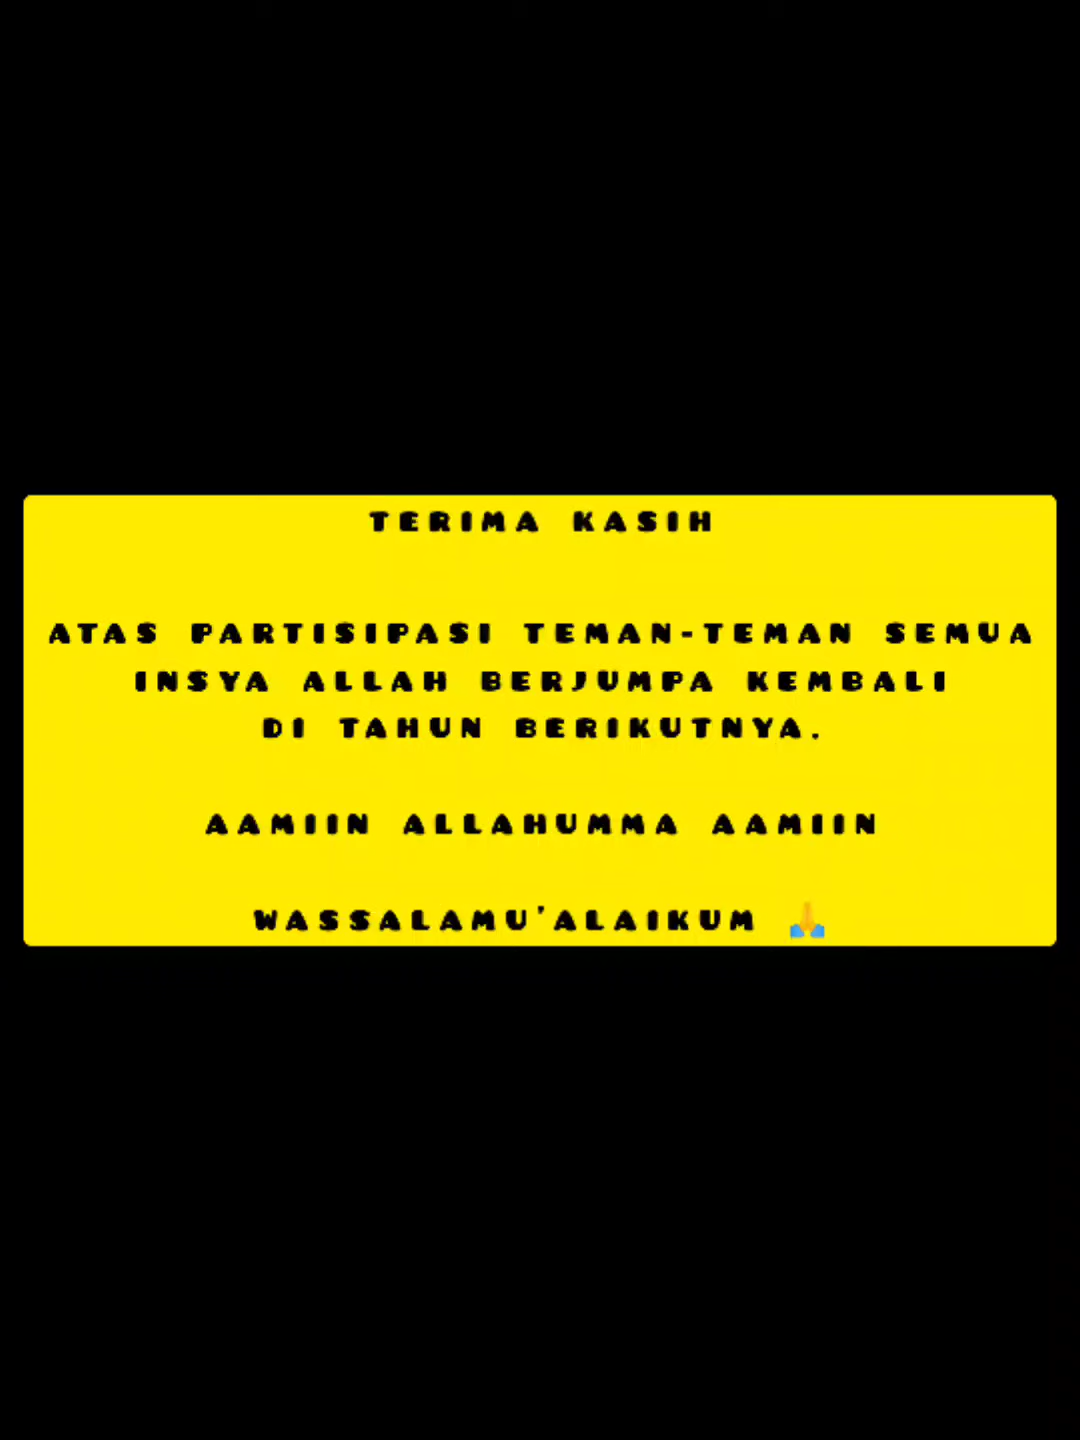 TERIMA KASIH
ATAS PARTISIPASI TEMAN-TEMAN SEMUA
INSYA ALLAH BERJUMPA KEMBALI
DI TAHUN BERIKUTNYA.
AAMIIN ALLAHUMMA AAMIIN
WASSALAMU'ALAIKUM 🙏